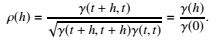 ρ(h) = γ(t + h, t) / √(γ(t + h, t + h)γ(t, t)) = γ(h) / γ(0).